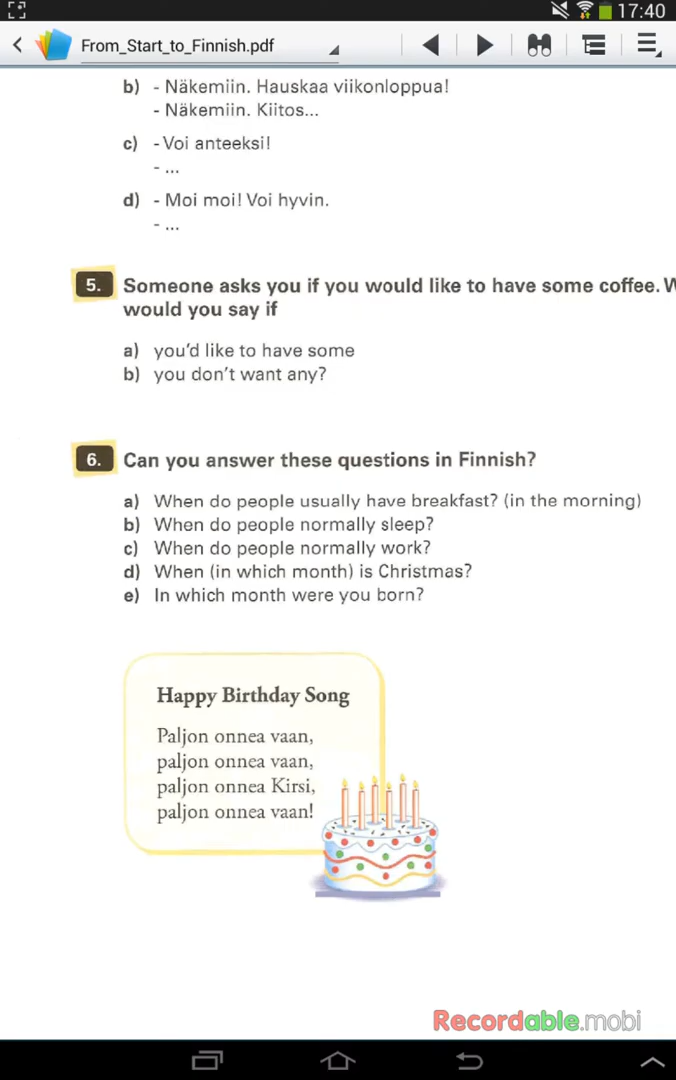 17:40
From_Start_to_Finnish.pdf
b) - Näkemiin. Hauskaa viikonloppua!
- Näkemiin. Kiitos...
c) - Voi anteeksi!
- ...
d) - Moi moi! Voi hyvin.
- ...
5. Someone asks you if you would like to have some coffee.
would you say if
a) you'd like to have some
b) you don't want any?
6. Can you answer these questions in Finnish?
a) When do people usually have breakfast? (in the morning)
b) When do people normally sleep?
c) When do people normally work?
d) When (in which month) is Christmas?
e) In which month were you born?
Happy Birthday Song
Paljon onnea vaan,
paljon onnea vaan,
paljon onnea Kirsi,
paljon onnea vaan!
Recordable.mobi